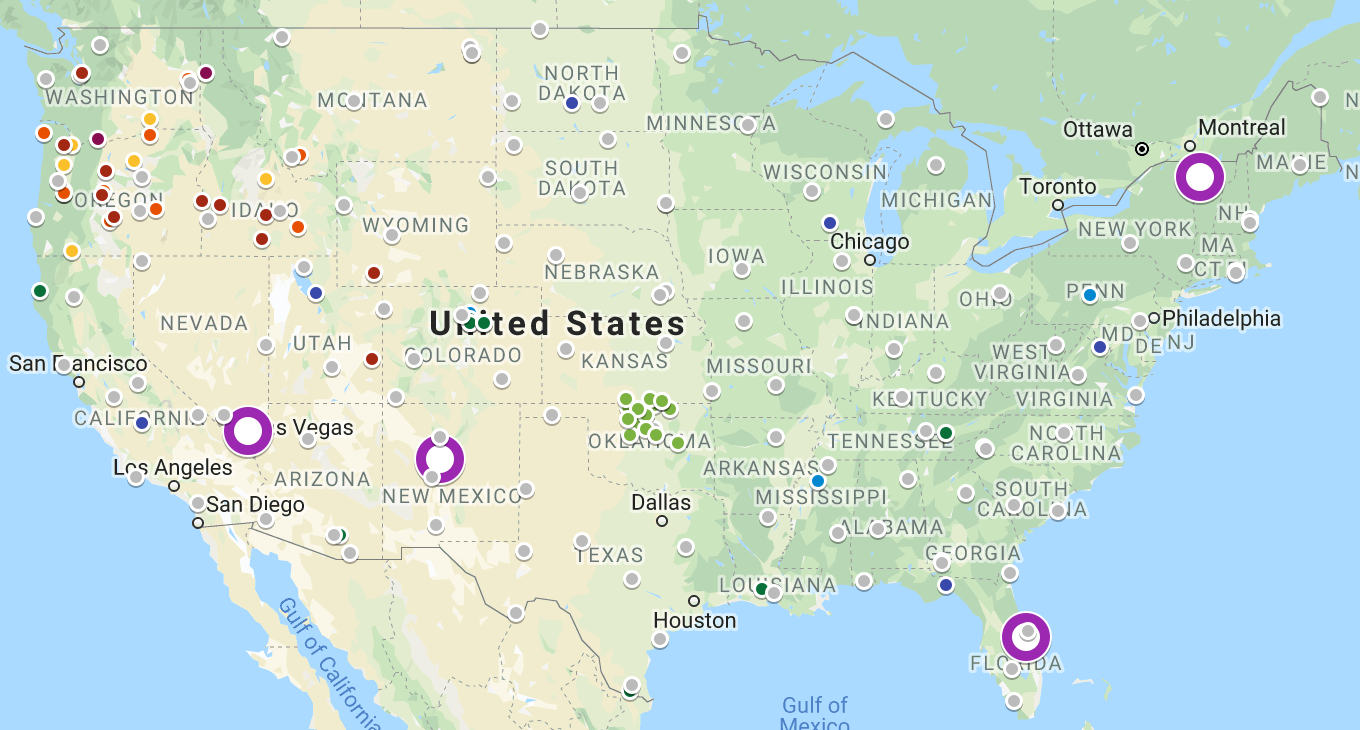 WASHINGTON
MONTANA
NORTH
DAKOTA
MINNESOTA
Ottawa
Montreal
MAINE
N
OREGON
IDAHO
WYOMING
SOUTH
DAKOTA
WISCONSIN
MICHIGAN
Toronto
NEW YORK
NH
N
MA
CT
NEBRASKA
IOWA
Chicago
ILLINOIS
INDIANA
OHIO
PENN
Philadelphia
MD
DE
NJ
NEVADA
UTAH
United States
COLORADO
KANSAS
MISSOURI
WEST
VIRGINIA
KENTUCKY
VIRGINIA
San Francisco
CALIFORNIA
s Vegas
Los Angeles
San Diego
ARIZONA
NEW MEXICO
OKLAHOMA
ARKANSAS
TENNESSEE
NORTH
CAROLINA
Dallas
MISSISSIPPI
SOUTH
CAROLINA
ALABAMA
GEORGIA
TEXAS
LOUISIANA
Houston
FLORIDA
Gulf of California
Gulf of
Mexico